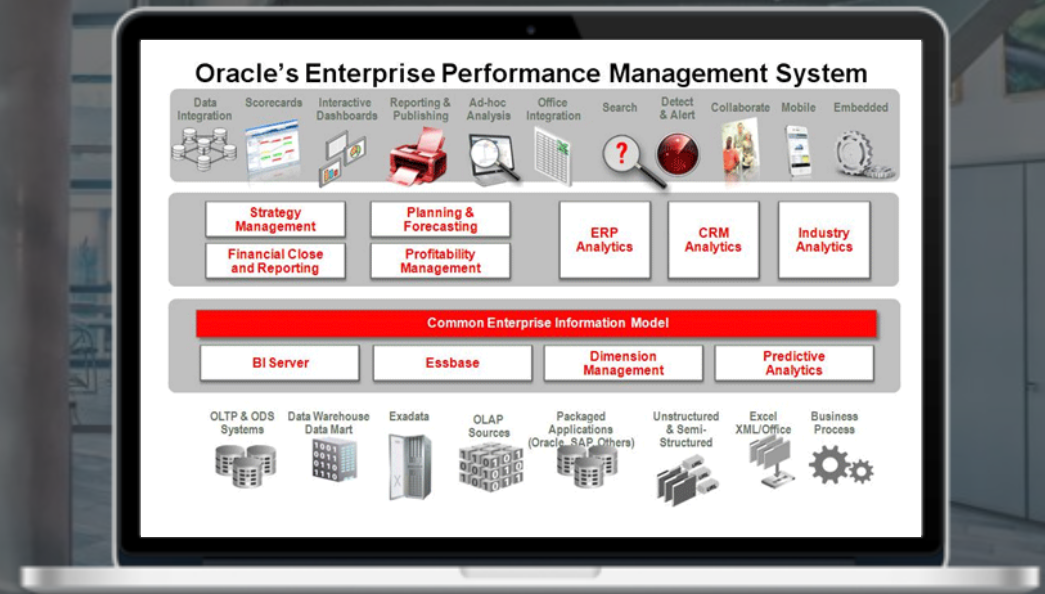 Oracle's Enterprise Performance Management System
Data
Integration
Scorecards
Interactive
Dashboards
Reporting &
Publishing
Ad-hoc
Analysis
Office
Integration
Search
Detect
& Alert
Collaborate
Mobile
Embedded
?
Strategy
Management
Planning &
Forecasting
Financial Close
and Reporting
Profitability
Management
ERP
Analytics
CRM
Analytics
Industry
Analytics
Common Enterprise Information Model
BI Server
Essbase
Dimension
Management
Predictive
Analytics
OLTP & ODS
Systems
Data Warehouse
Data Mart
Exadata
OLAP
Sources
Packaged
Applications
(Oracle, SAP, Others)
Unstructured
& Semi-
Structured
Excel
XML/Office
Business
Process